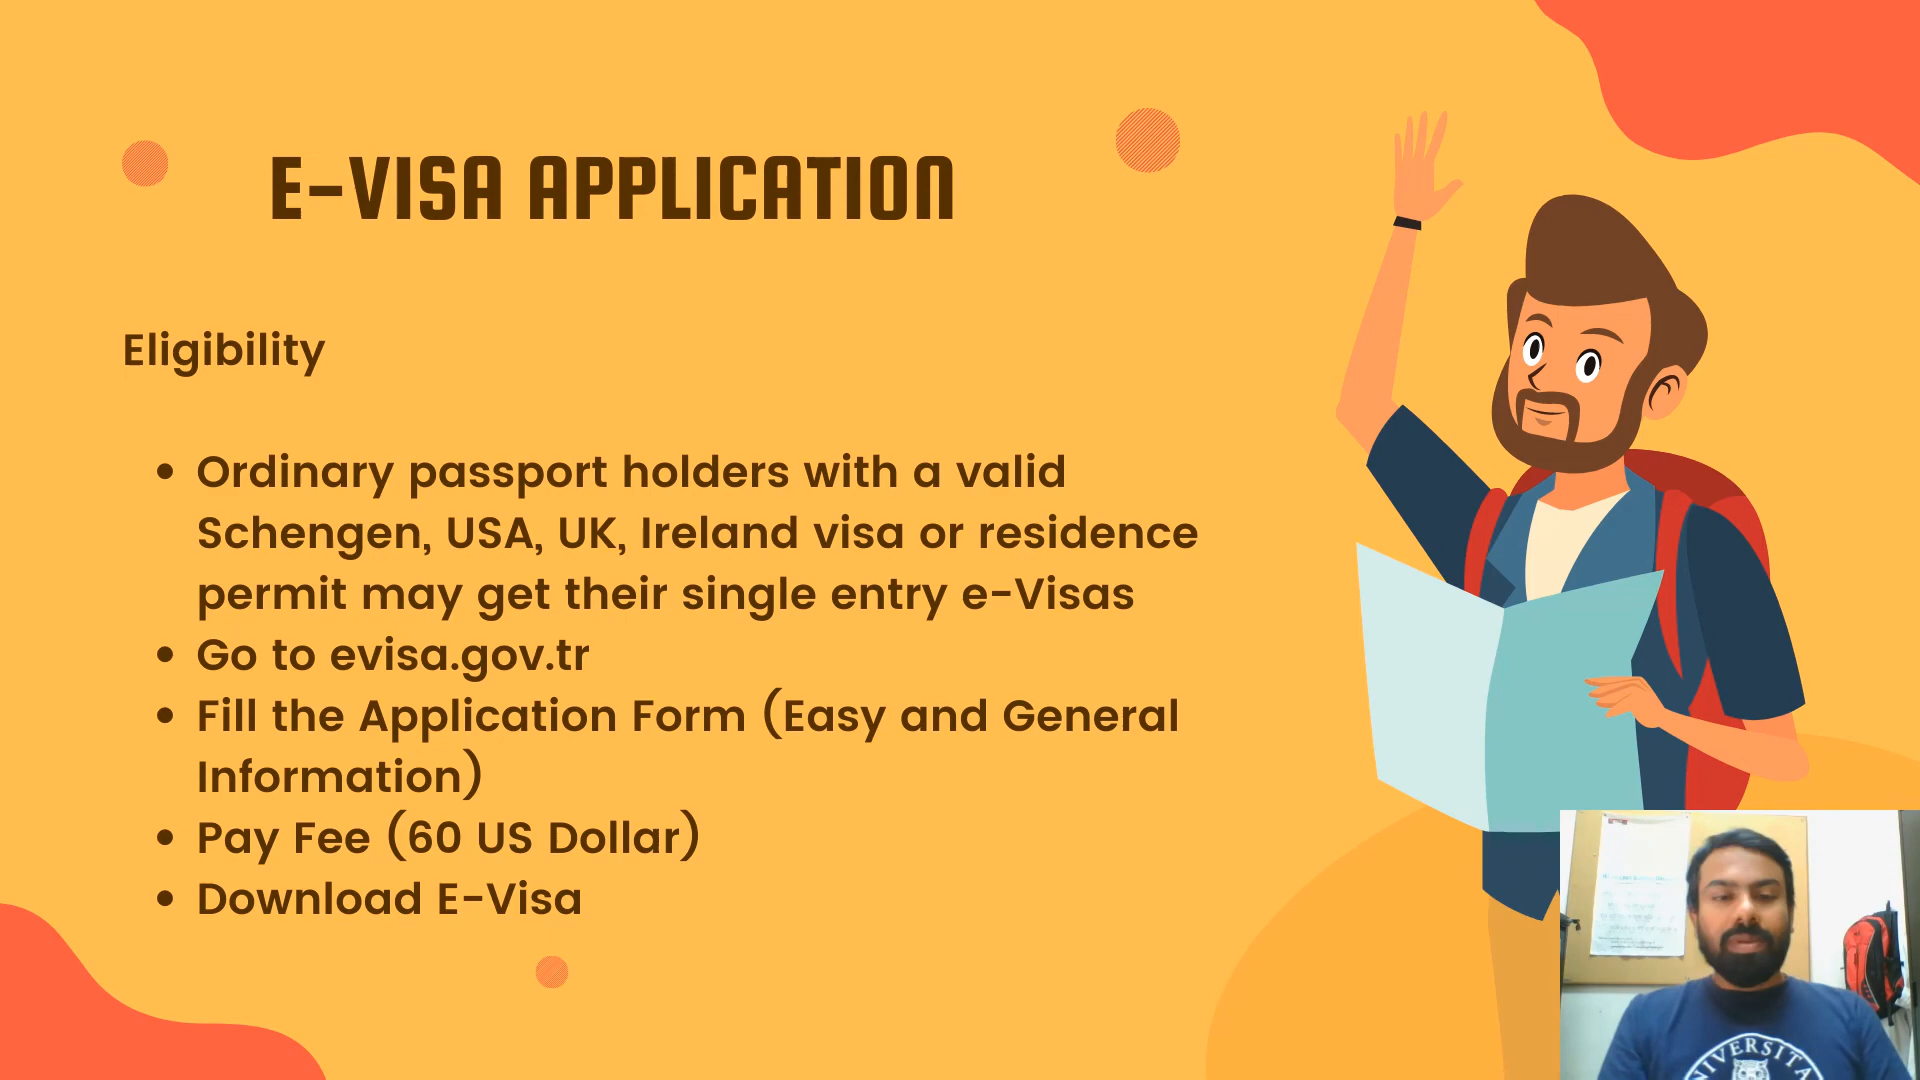 E-VISA APPLICATION
Eligibility
• Ordinary passport holders with a valid
Schengen, USA, UK, Ireland visa or residence
permit may get their single entry e-Visas
• Go to evisa.gov.tr
• Fill the Application Form (Easy and General
Information)
• Pay Fee (60 US Dollar)
• Download E-Visa